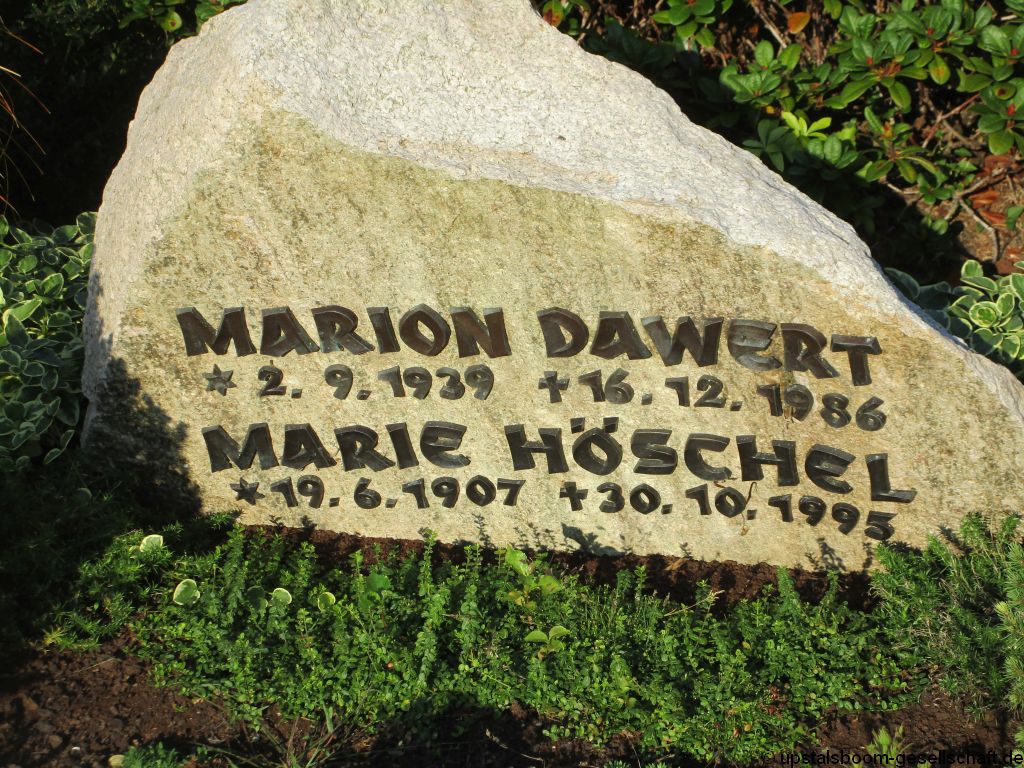 MARION DAWERT
* 2. 9. 1939 † 16. 12. 1986
MARIE HÖSCHEL
* 19. 6. 1907 † 30. 10. 1995
upstalsboom-gesellschaft.de